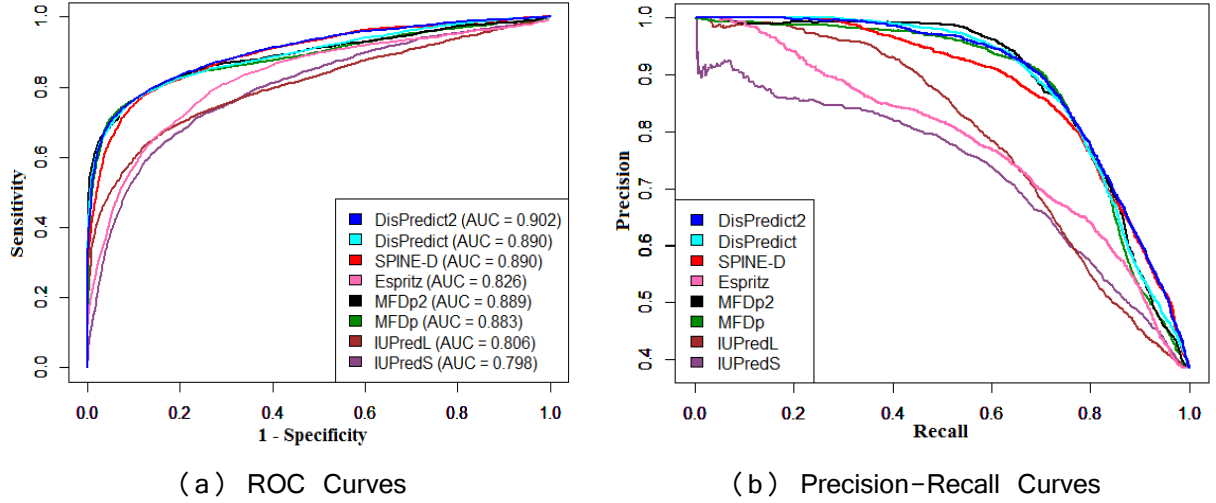 Sensitivity
1.0
0.8
0.6
0.4
0.2
0.0
DisPredict2 (AUC = 0.902)
DisPredict (AUC = 0.890)
SPINE-D (AUC = 0.890)
Espritz (AUC = 0.826)
MFDp2 (AUC = 0.889)
MFDp (AUC = 0.883)
IUPredL (AUC = 0.806)
IUPredS (AUC = 0.798)
0.0 0.2 0.4 0.6 0.8 1.0
1 - Specificity
(a) ROC Curves
Precision
1.0
0.9
0.8
0.7
0.6
0.5
0.4
DisPredict2
DisPredict
SPINE-D
Espritz
MFDp2
MFDp
IUPredL
IUPredS
0.0 0.2 0.4 0.6 0.8 1.0
Recall
(b) Precision-Recall Curves